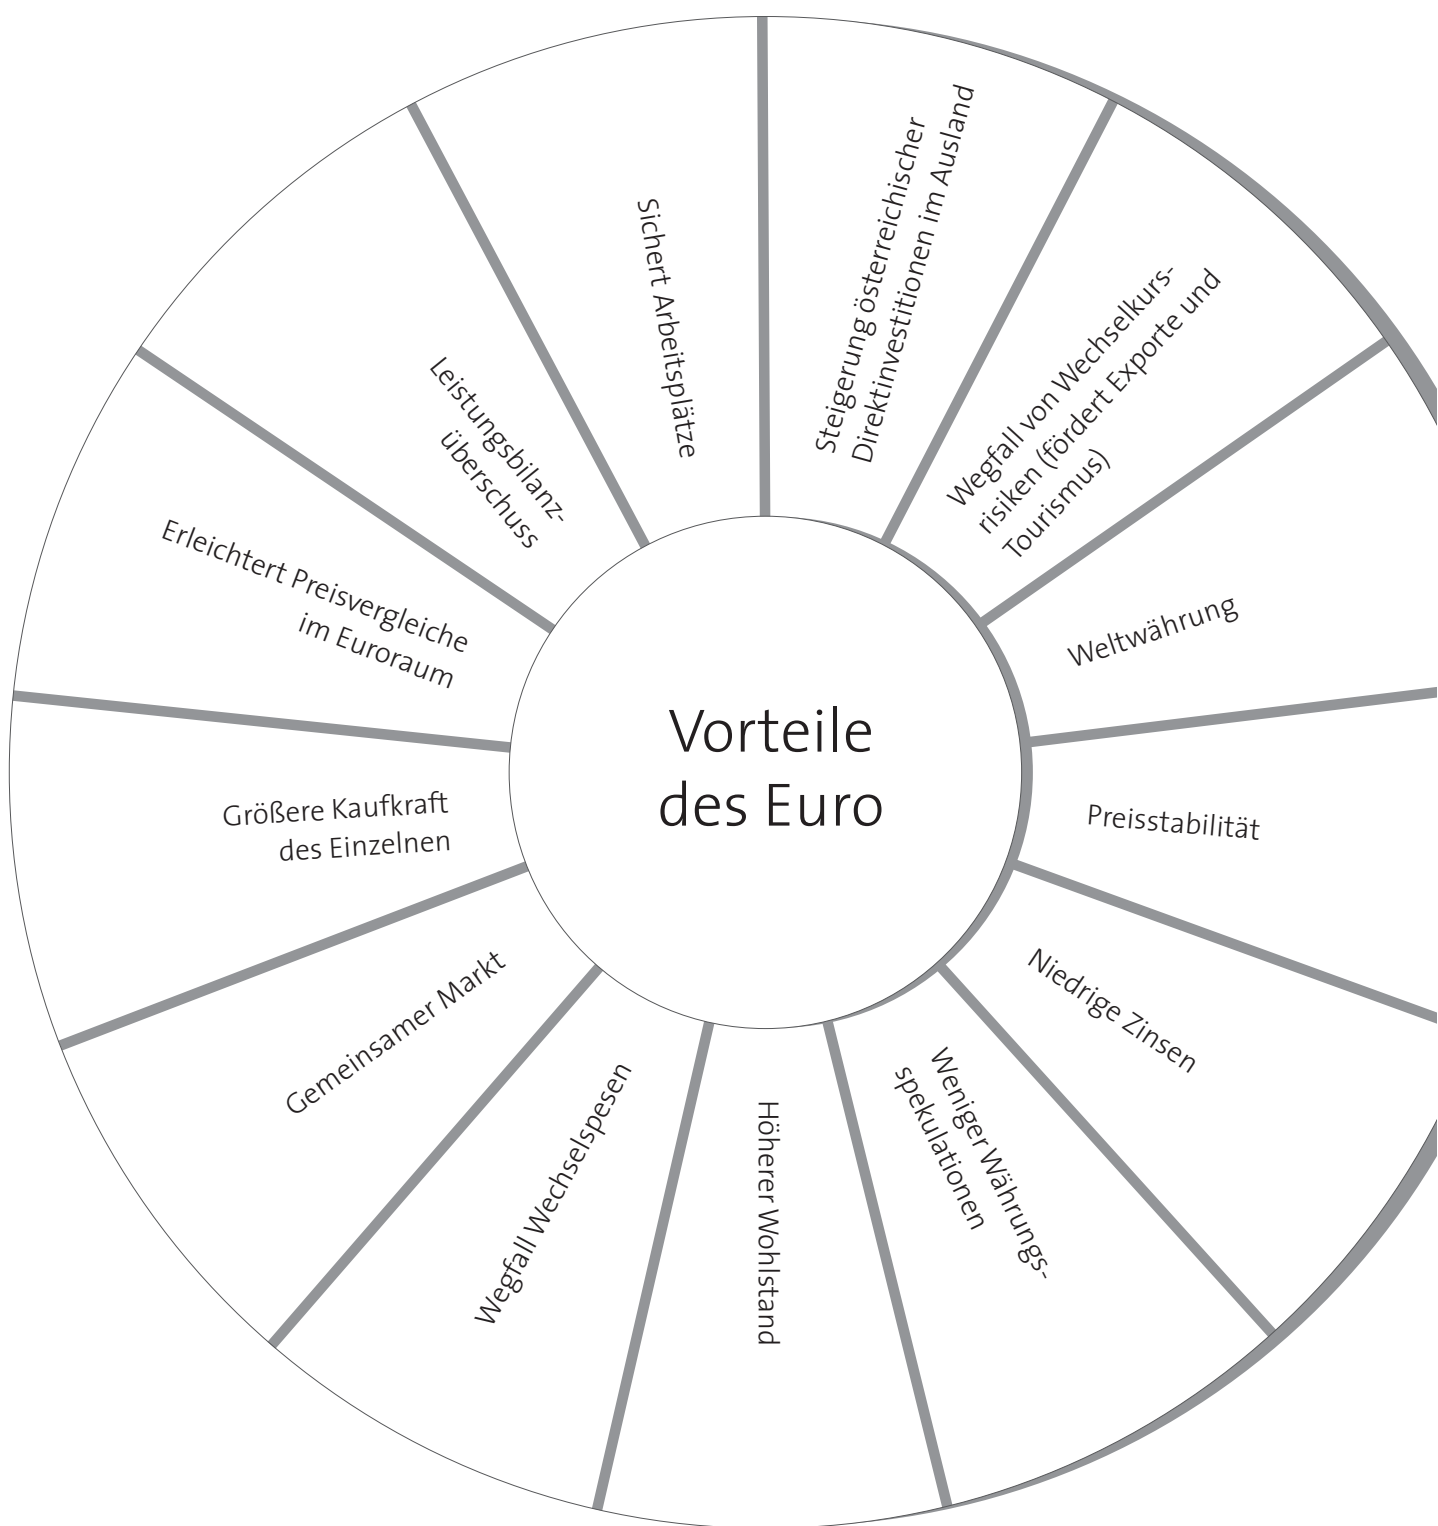 Vorteile
des Euro
Steigerung österreichischer
Direktinvestitionen im Ausland
Wegfall von Wechselkurs-
risiken (fördert Exporte und
Tourismus)
Weltwährung
Preisstabilität
Niedrige Zinsen
Weniger Währungs-
spekulationen
Höherer Wohlstand
Wegfall Wechselspesen
Gemeinsamer Markt
Größere Kaufkraft
des Einzelnen
Erleichtert Preisvergleiche
im Euroraum
Leistungsbilanz-
überschuss
Sichert Arbeitsplätze